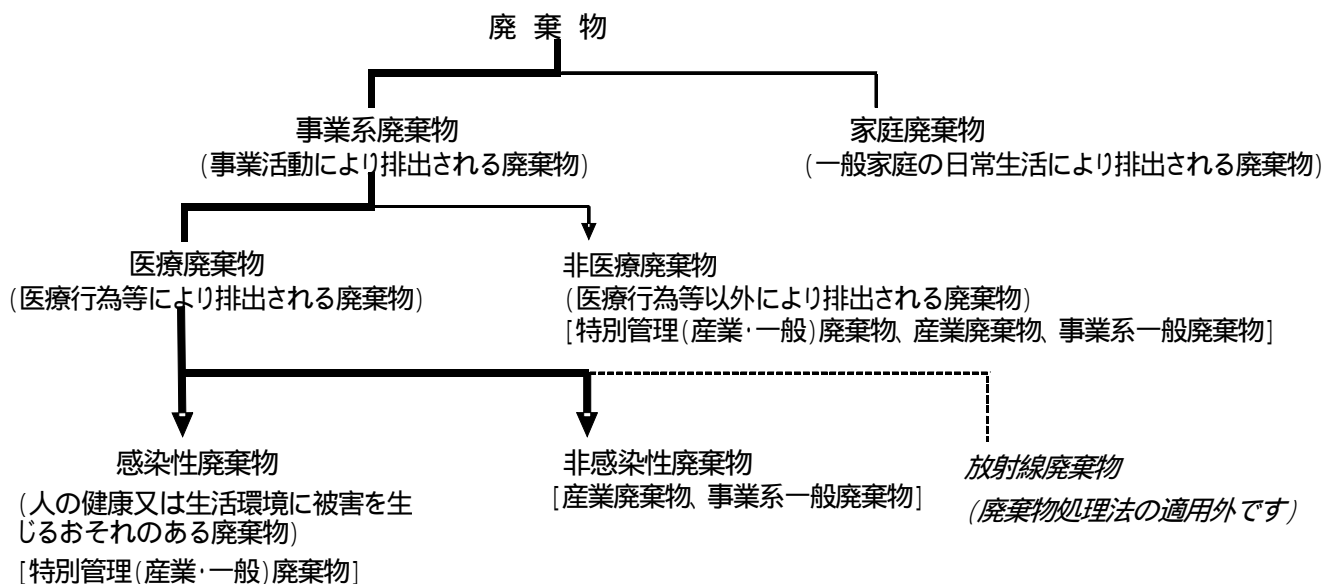 廃 棄 物
事業系廃棄物
(事業活動により排出される廃棄物)
家庭廃棄物
(一般家庭の日常生活により排出される廃棄物)
医療廃棄物
(医療行為等により排出される廃棄物)
非医療廃棄物
(医療行為等以外により排出される廃棄物)
[特別管理(産業・一般)廃棄物、産業廃棄物、事業系一般廃棄物]
感染性廃棄物
(人の健康又は生活環境に被害を生
じるおそれのある廃棄物)
[特別管理(産業・一般)廃棄物]
非感染性廃棄物
[産業廃棄物、事業系一般廃棄物]
放射線廃棄物
(廃棄物処理法の適用外です)